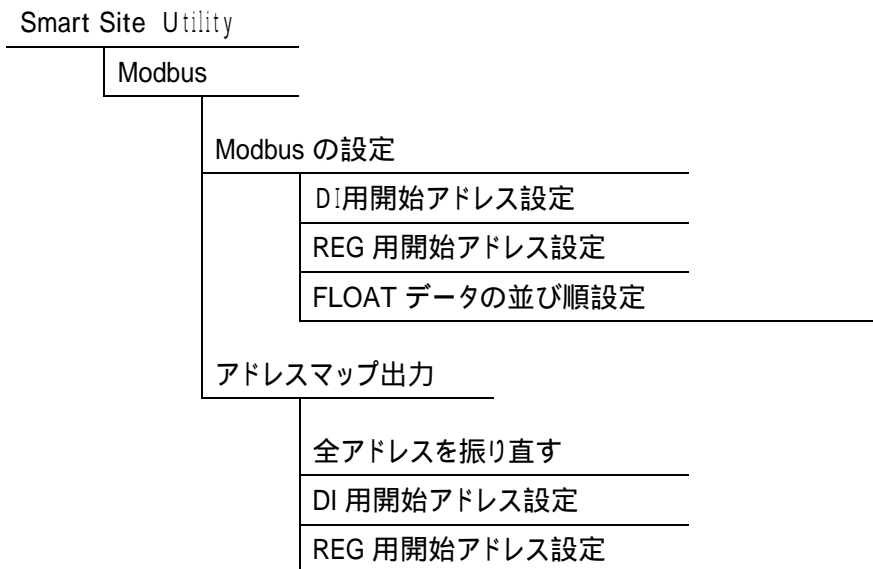 Smart Site Utility
Modbus
Modbus の設定
DI用開始アドレス設定
REG 用開始アドレス設定
FLOAT データの並び順設定
アドレスマップ出力
全アドレスを振り直す
DI 用開始アドレス設定
REG 用開始アドレス設定